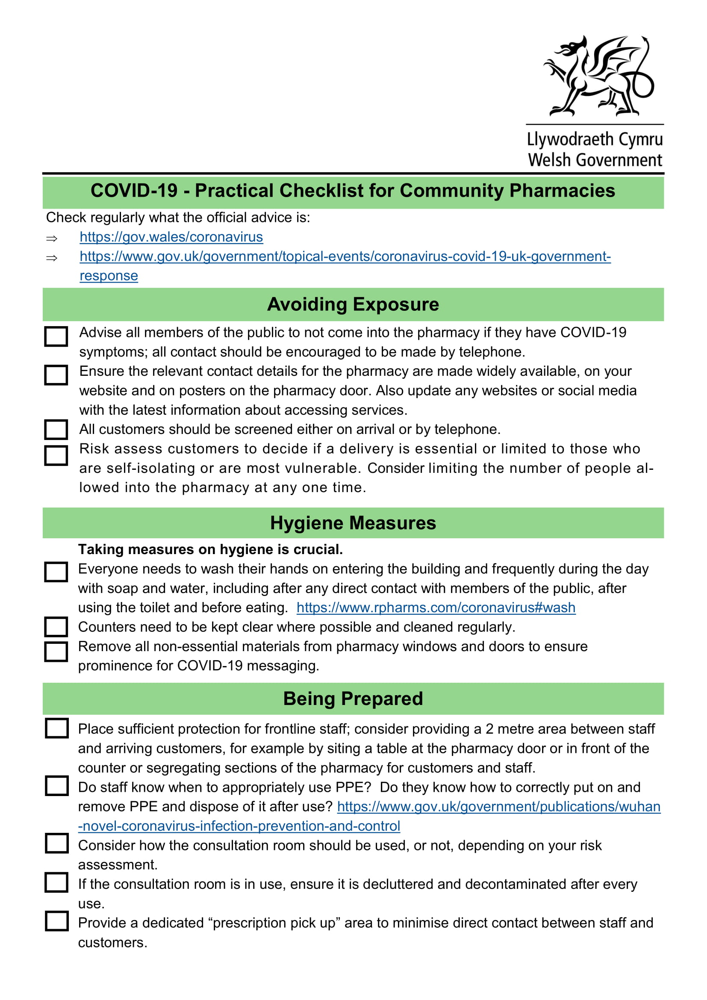 Llywodraeth Cymru
Welsh Government
COVID-19 - Practical Checklist for Community Pharmacies
Check regularly what the official advice is:
⇒ https://gov.wales/coronavirus
⇒ https://www.gov.uk/government/topical-events/coronavirus-covid-19-uk-government-
response
Avoiding Exposure
Advise all members of the public to not come into the pharmacy if they have COVID-19
symptoms; all contact should be encouraged to be made by telephone.
Ensure the relevant contact details for the pharmacy are made widely available, on your
website and on posters on the pharmacy door. Also update any websites or social media
with the latest information about accessing services.
All customers should be screened either on arrival or by telephone.
Risk assess customers to decide if a delivery is essential or limited to those who
are self-isolating or are most vulnerable. Consider limiting the number of people al-
lowed into the pharmacy at any one time.
Hygiene Measures
Taking measures on hygiene is crucial.
Everyone needs to wash their hands on entering the building and frequently during the day
with soap and water, including after any direct contact with members of the public, after
using the toilet and before eating.  https://www.rpharms.com/coronavirus#wash
Counters need to be kept clear where possible and cleaned regularly.
Remove all non-essential materials from pharmacy windows and doors to ensure
prominence for COVID-19 messaging.
Being Prepared
Place sufficient protection for frontline staff; consider providing a 2 metre area between staff
and arriving customers, for example by siting a table at the pharmacy door or in front of the
counter or segregating sections of the pharmacy for customers and staff.
Do staff know when to appropriately use PPE?  Do they know how to correctly put on and
remove PPE and dispose of it after use? https://www.gov.uk/government/publications/wuhan
-novel-coronavirus-infection-prevention-and-control
Consider how the consultation room should be used, or not, depending on your risk
assessment.
If the consultation room is in use, ensure it is decluttered and decontaminated after every
use.
Provide a dedicated “prescription pick up” area to minimise direct contact between staff and
customers.